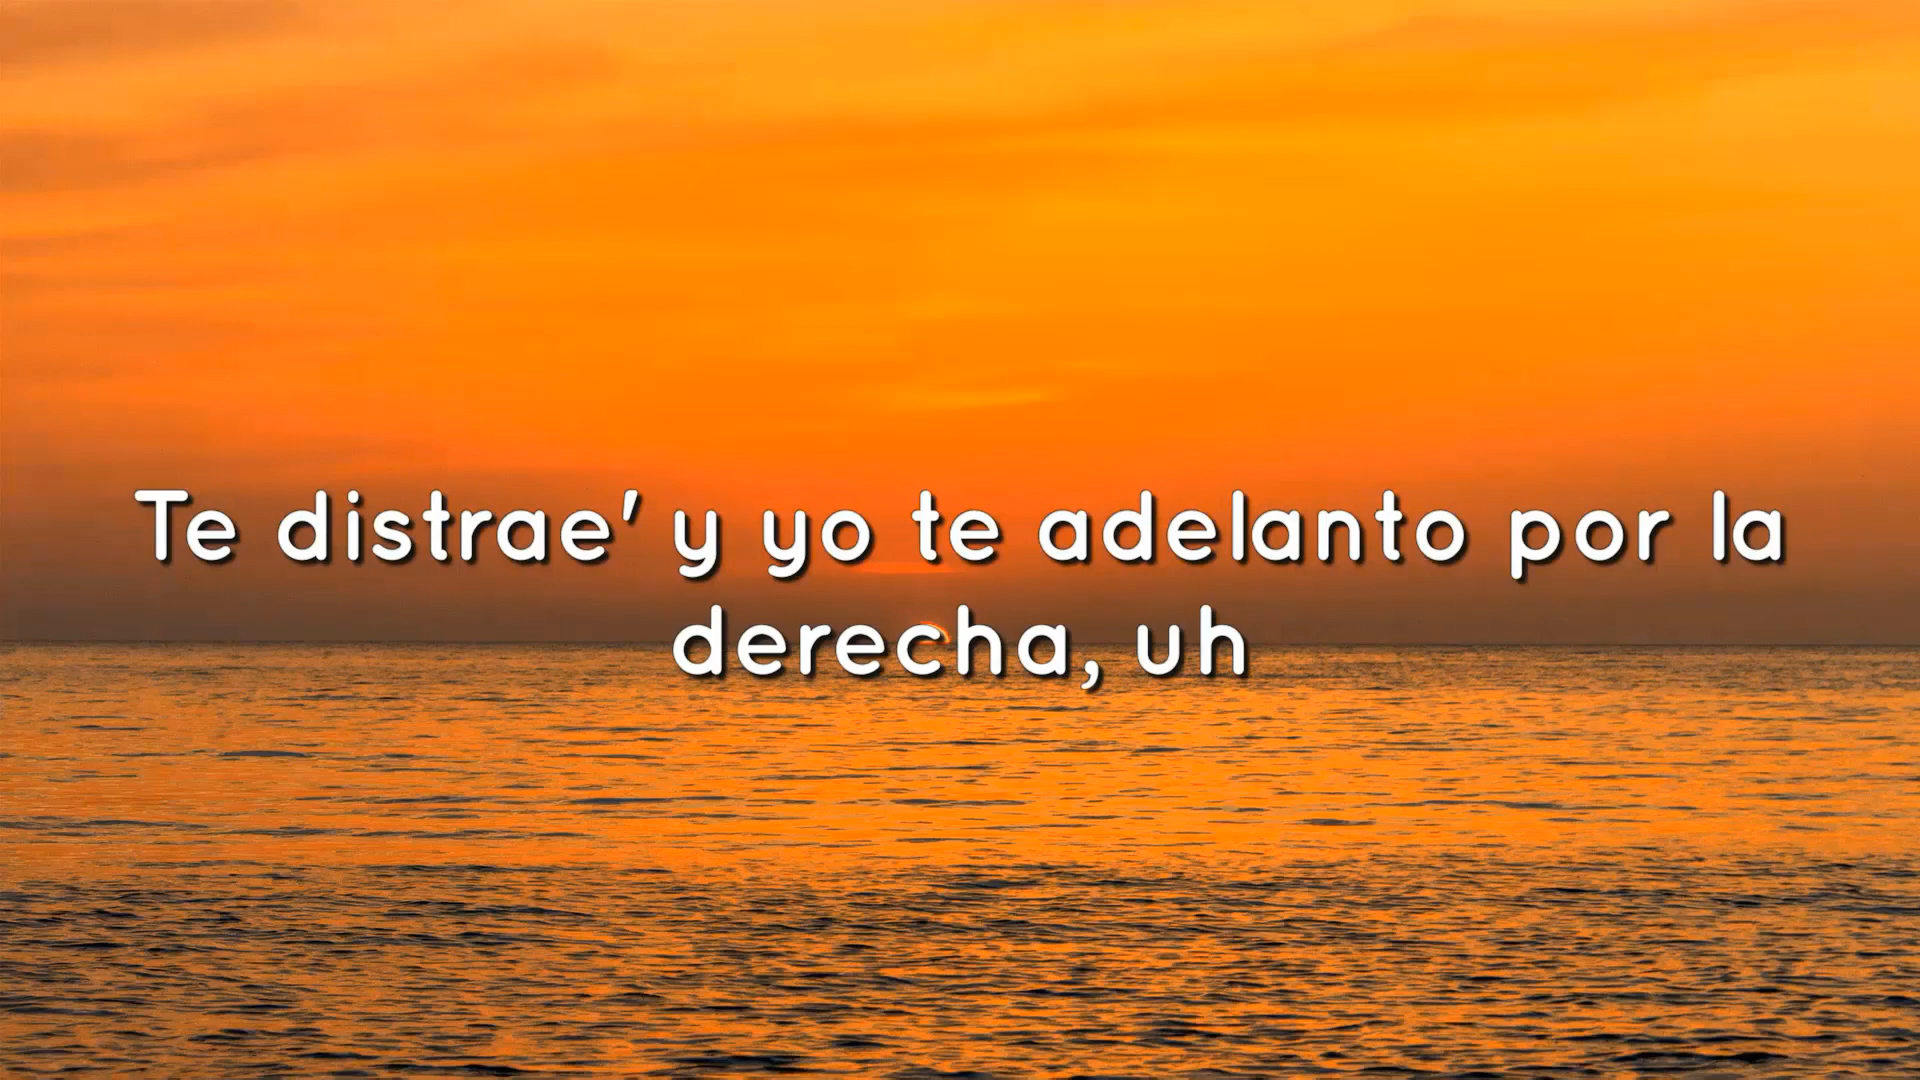 Te distrae' y yo te adelanto por la
derecha, uh